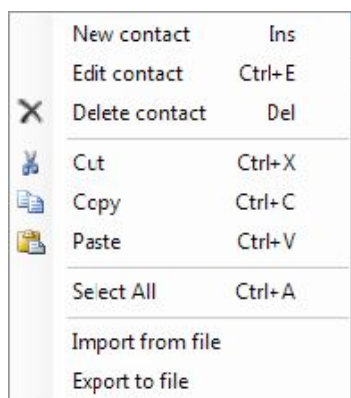 New contact Ins
Edit contact Ctrl+E
Delete contact Del
Cut Ctrl+X
Copy Ctrl+C
Paste Ctrl+V
Select All Ctrl+A
Import from file
Export to file